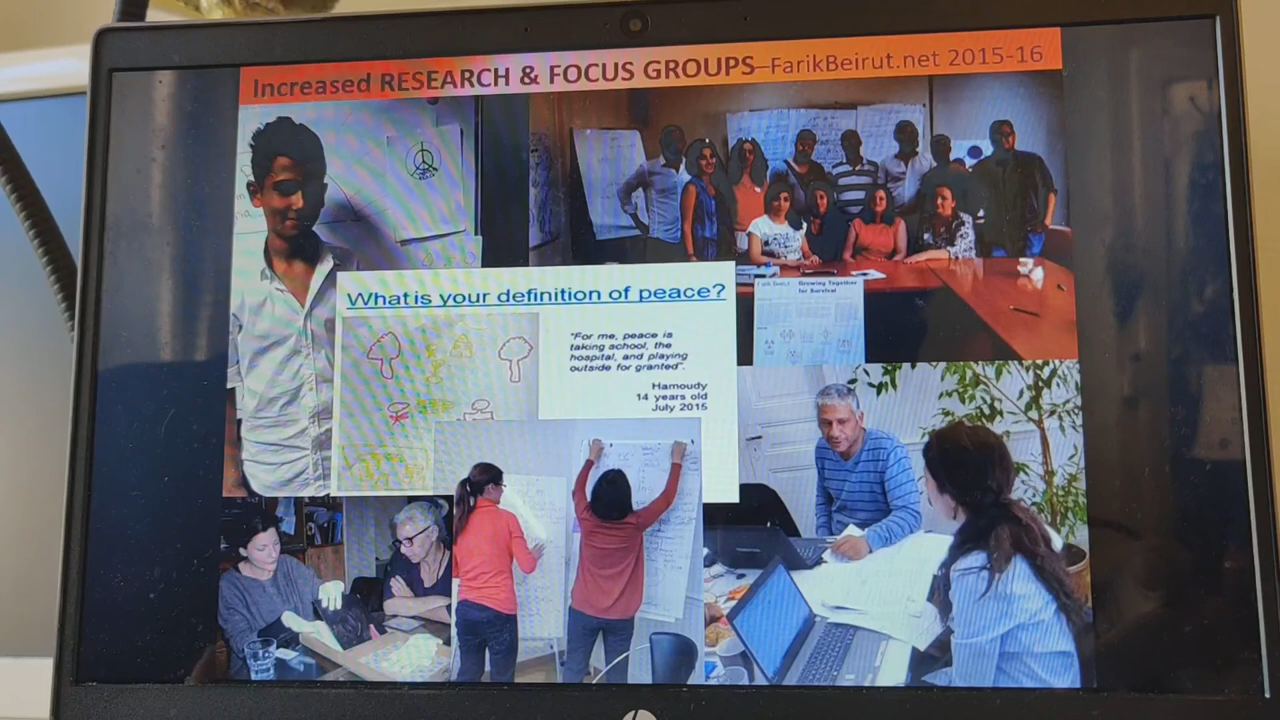 Increased RESEARCH & FOCUS GROUPS–FarikBeirut.net 2015-16
What is your definition of peace?
"For me, peace is
taking school, the
hospital, and playing
outside for granted".
Hamoudy
14 years old
July 2015
Growing Together
for Survival
hp